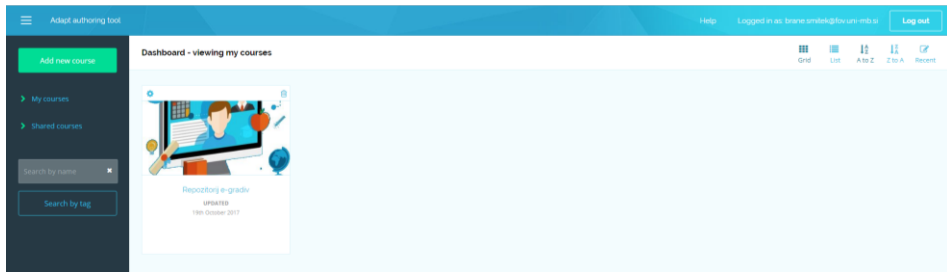 Adapt authoring tool
Help
Logged in as: brane.smitek@fov.uni-mb.si
Log out
Add new course
My courses
Shared courses
Search by name
Search by tag
Dashboard - viewing my courses
Grid
List
A to Z
Z to A
Recent
Repozitorij e-gradiv
UPDATED
19th October 2017